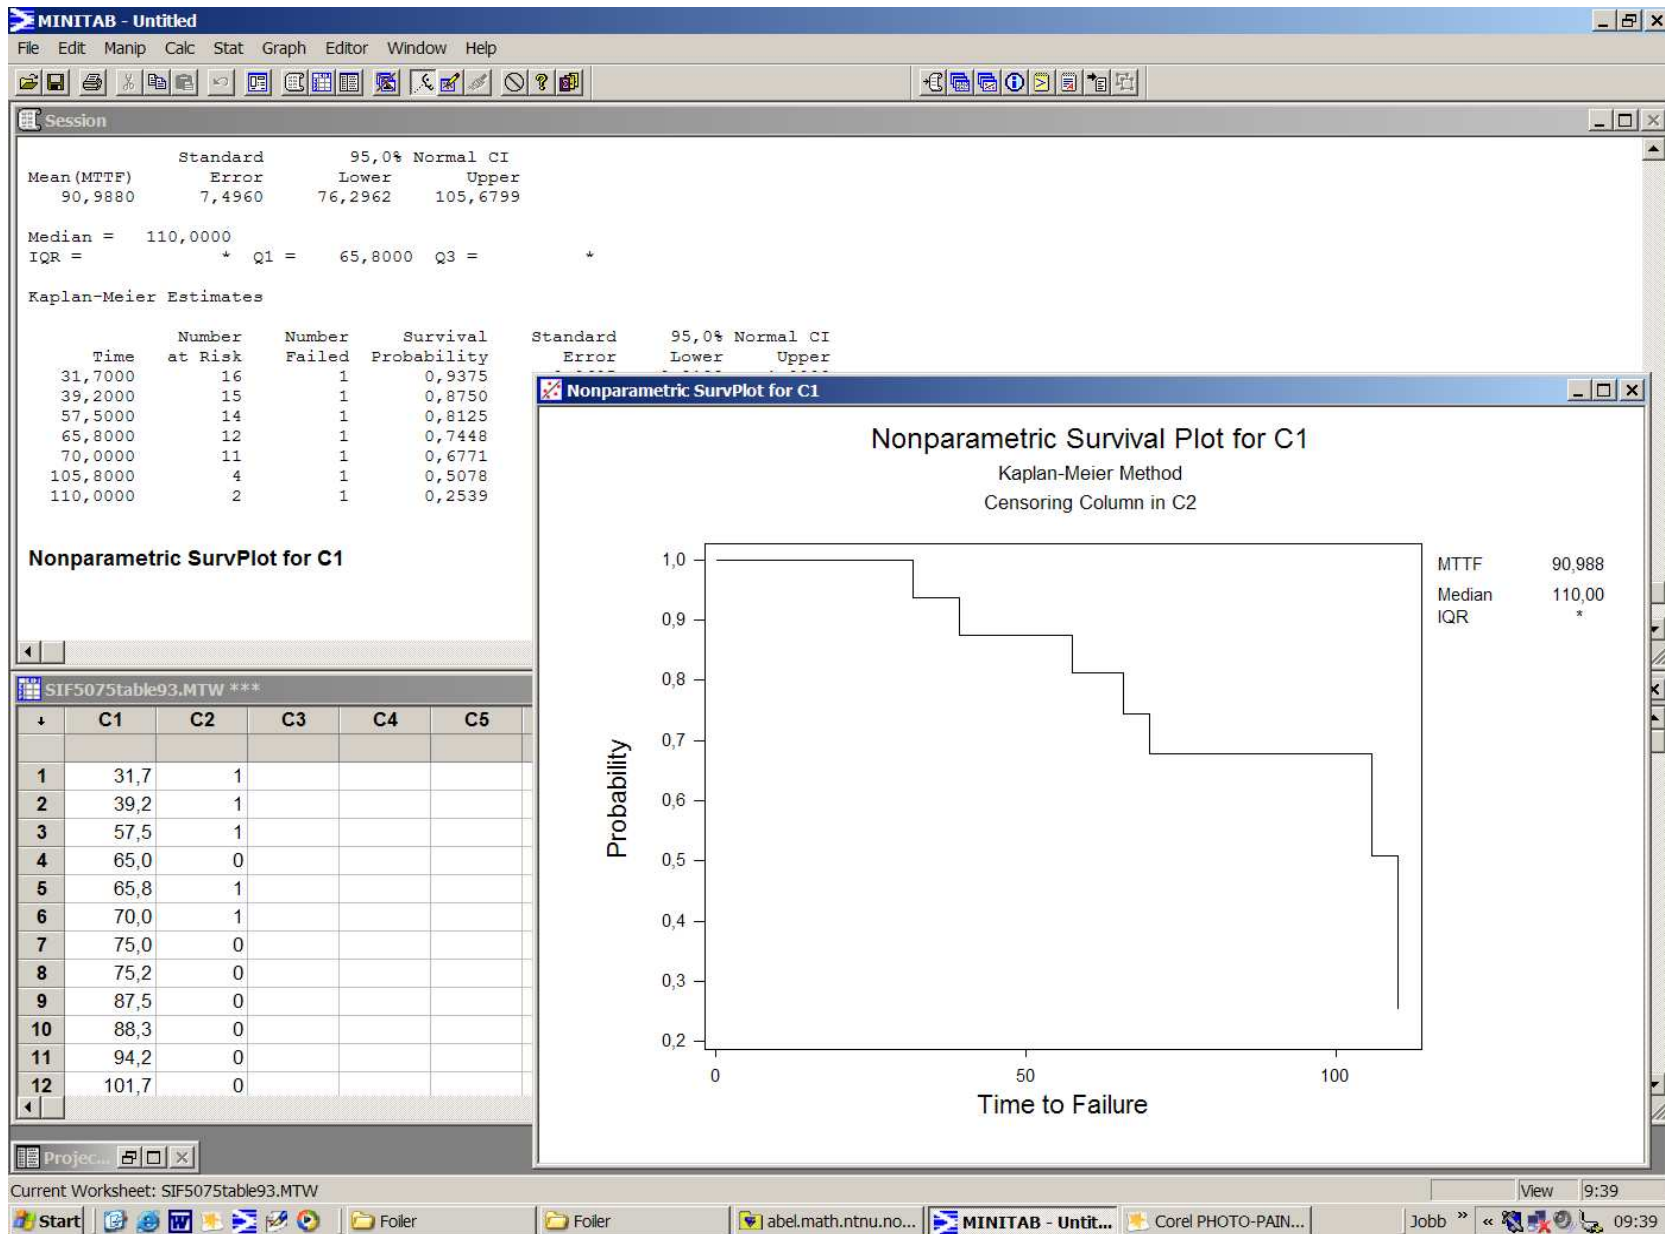 MINITAB - Untitled
File Edit Manip Calc Stat Graph Editor Window Help
Session
Standard 95,0% Normal CI
Mean(MTTF) Error Lower Upper
90,9880 7,4960 76,2962 105,6799
Median = 110,0000
IQR = * Q1 = 65,8000 Q3 = *
Kaplan-Meier Estimates
Number Number Survival Standard 95,0% Normal CI
Time at Risk Failed Probability Error Lower Upper
31,7000 16 1 0,9375
39,2000 15 1 0,8750
57,5000 14 1 0,8125
65,8000 12 1 0,7448
70,0000 11 1 0,6771
105,8000 4 1 0,5078
110,0000 2 1 0,2539
Nonparametric SurvPlot for C1
Nonparametric SurvPlot for C1
Nonparametric Survival Plot for C1
Kaplan-Meier Method
Censoring Column in C2
MTTF 90,988
Median 110,00
IQR *
Probability
1,0
0,9
0,8
0,7
0,6
0,5
0,4
0,3
0,2
0 50 100
Time to Failure
SIF5075table93.MTW ***
C1 C2 C3 C4 C5
1 31,7 1
2 39,2 1
3 57,5 1
4 65,0 0
5 65,8 1
6 70,0 1
7 75,0 0
8 75,2 0
9 87,5 0
10 88,3 0
11 94,2 0
12 101,7 0
Projec...
Current Worksheet: SIF5075table93.MTW View 9:39
Start Foiler Foiler abel.math.ntnu.no... MINITAB - Untit... Corel PHOTO-PAIN... Jobb » « 09:39